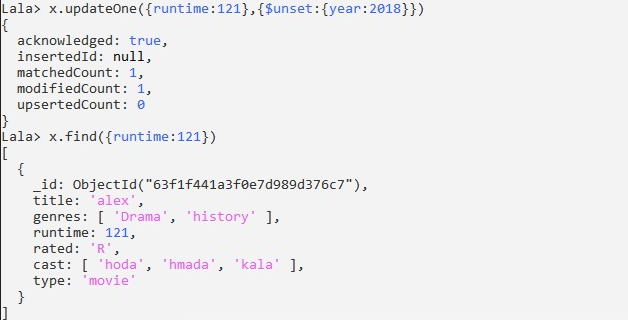 Lala> x.updateOne({runtime:121},{$unset:{year:2018}})
{
  acknowledged: true,
  insertedId: null,
  matchedCount: 1,
  modifiedCount: 1,
  upsertedCount: 0
}
Lala> x.find({runtime:121})
[
  {
    _id: ObjectId("63f1f441a3f0e7d989d376c7"),
    title: 'alex',
    genres: [ 'Drama', 'history' ],
    runtime: 121,
    rated: 'R',
    cast: [ 'hoda', 'hmada', 'kala' ],
    type: 'movie'
  }
]